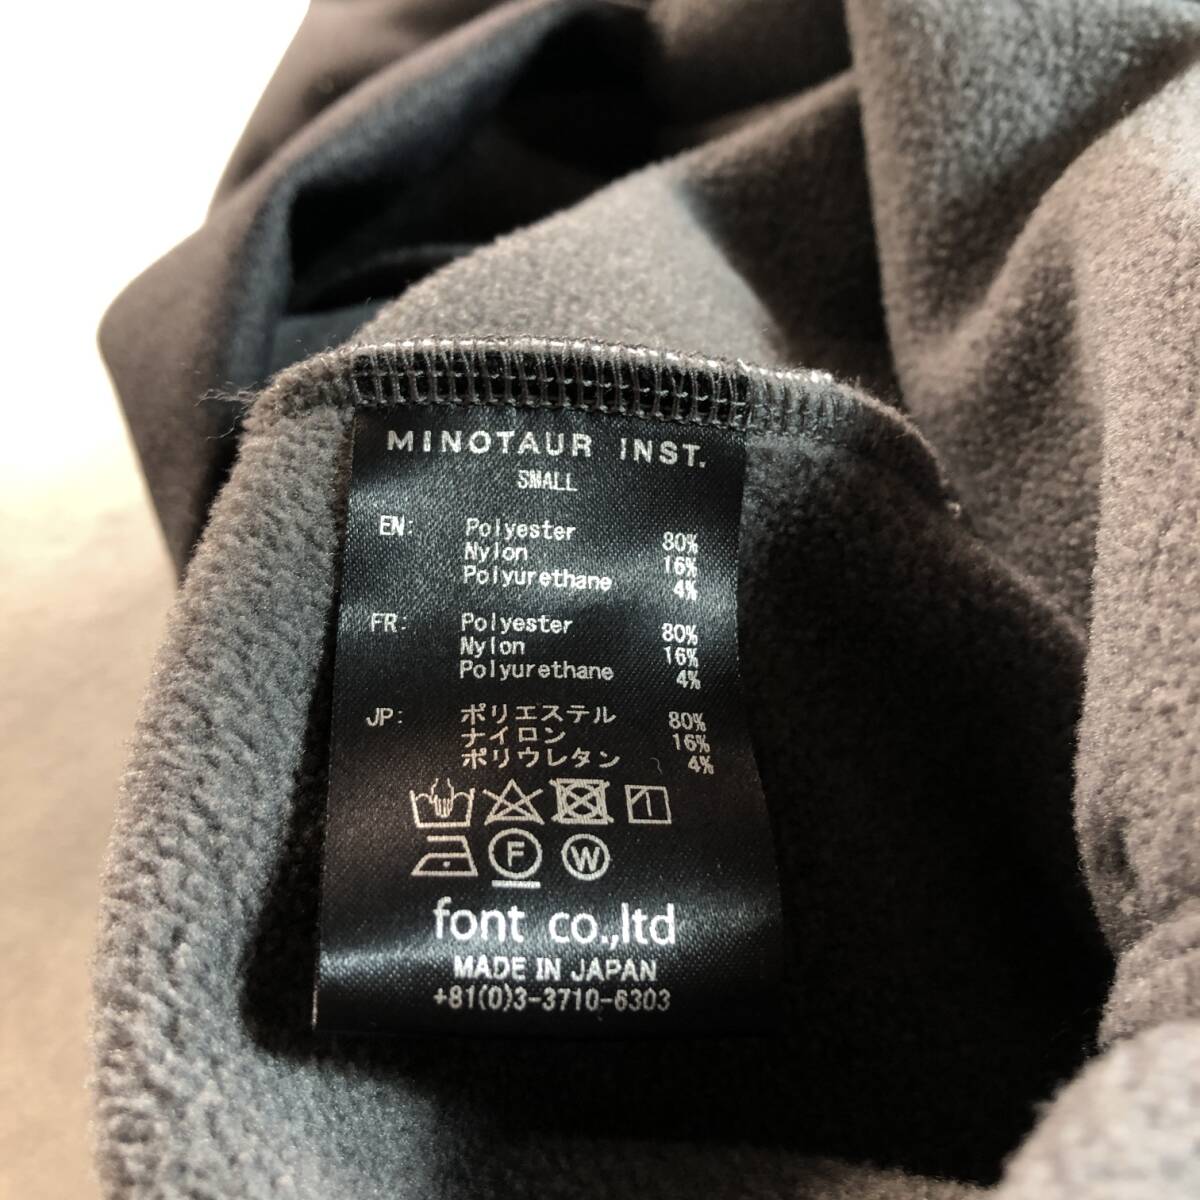 MINOTAUR INST.
SMALL
EN: Polyester 80%
Nylon 16%
Polyurethane 4%
FR: Polyester 80%
Nylon 16%
Polyurethane 4%
JP: ポリエステル 80%
ナイロン 16%
ポリウレタン 4%
F W
font co.,ltd
MADE IN JAPAN
+81(0)3-3710-6303